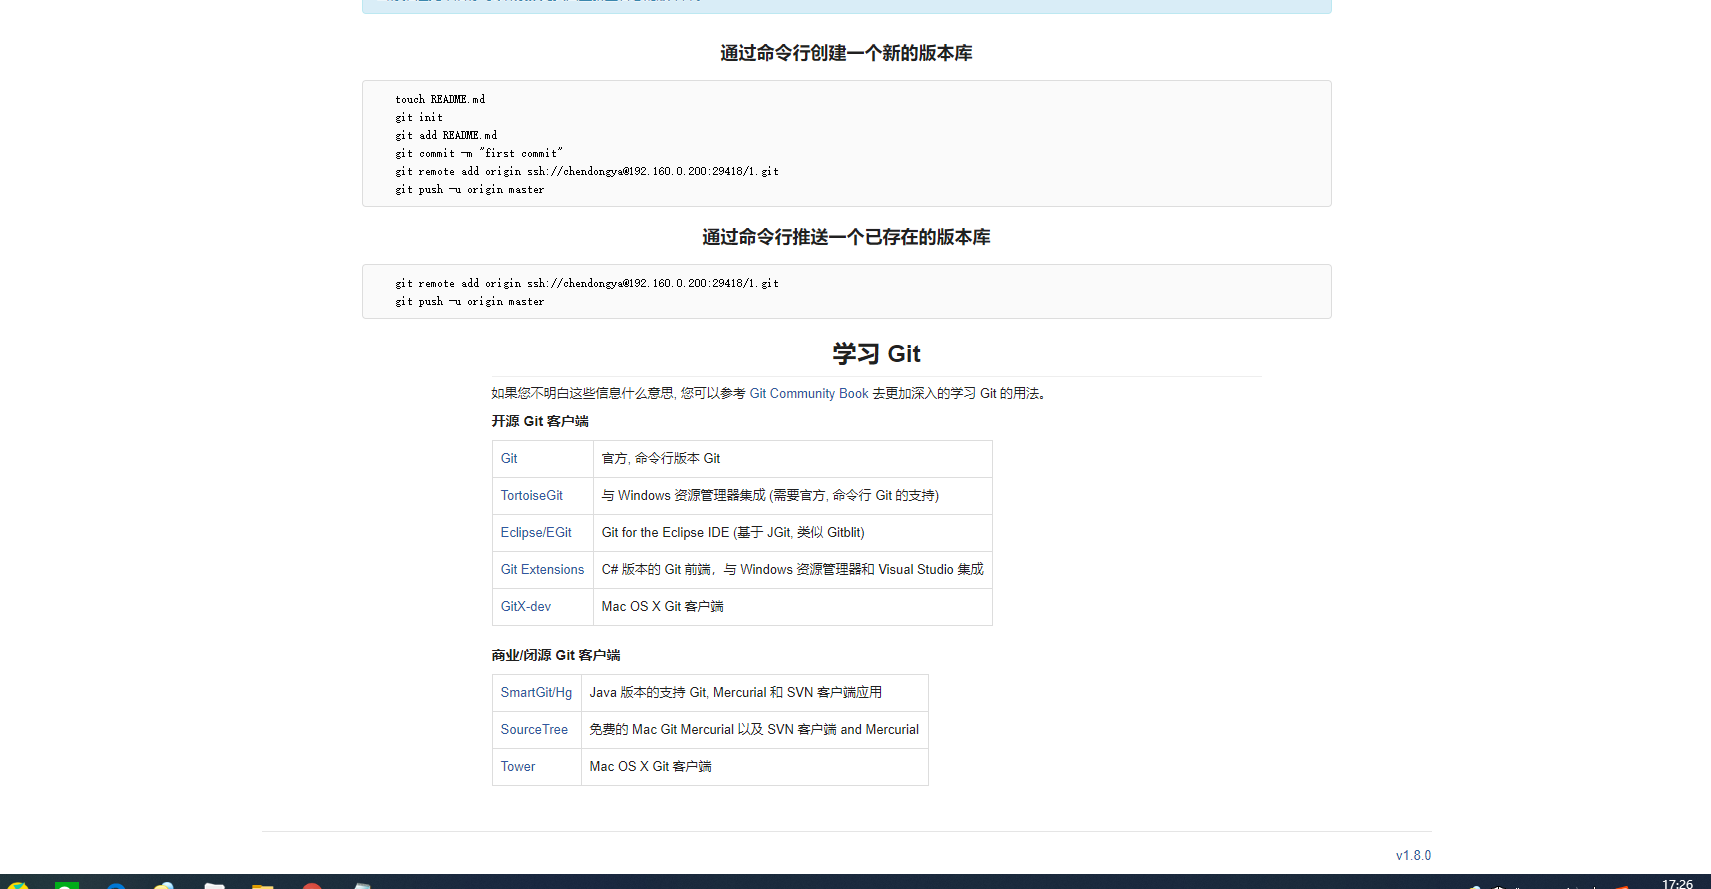 通过命令行创建一个新的版本库
touch README.md
git init
git add README.md
git commit -m "first commit"
git remote add origin ssh://chendongya@192.168.0.200:29418/1.git
git push -u origin master
通过命令行推送一个已存在的版本库
git remote add origin ssh://chendongya@192.168.0.200:29418/1.git
git push -u origin master
学习 Git
如果您不明白这些信息什么意思, 您可以参考 Git Community Book 去更加深入的学习 Git 的用法。
开源 Git 客户端
Git 官方, 命令行版本 Git
TortoiseGit 与 Windows 资源管理器集成 (需要官方, 命令行 Git 的支持)
Eclipse/EGit Git for the Eclipse IDE (基于 JGit, 类似 Gitblit)
Git Extensions C# 版本的 Git 前端，与 Windows 资源管理器和 Visual Studio 集成
GitX-dev Mac OS X Git 客户端
商业/闭源 Git 客户端
SmartGit/Hg Java 版本的支持 Git, Mercurial 和 SVN 客户端应用
SourceTree 免费的 Mac Git Mercurial 以及 SVN 客户端 and Mercurial
Tower Mac OS X Git 客户端
v1.8.0
17:26